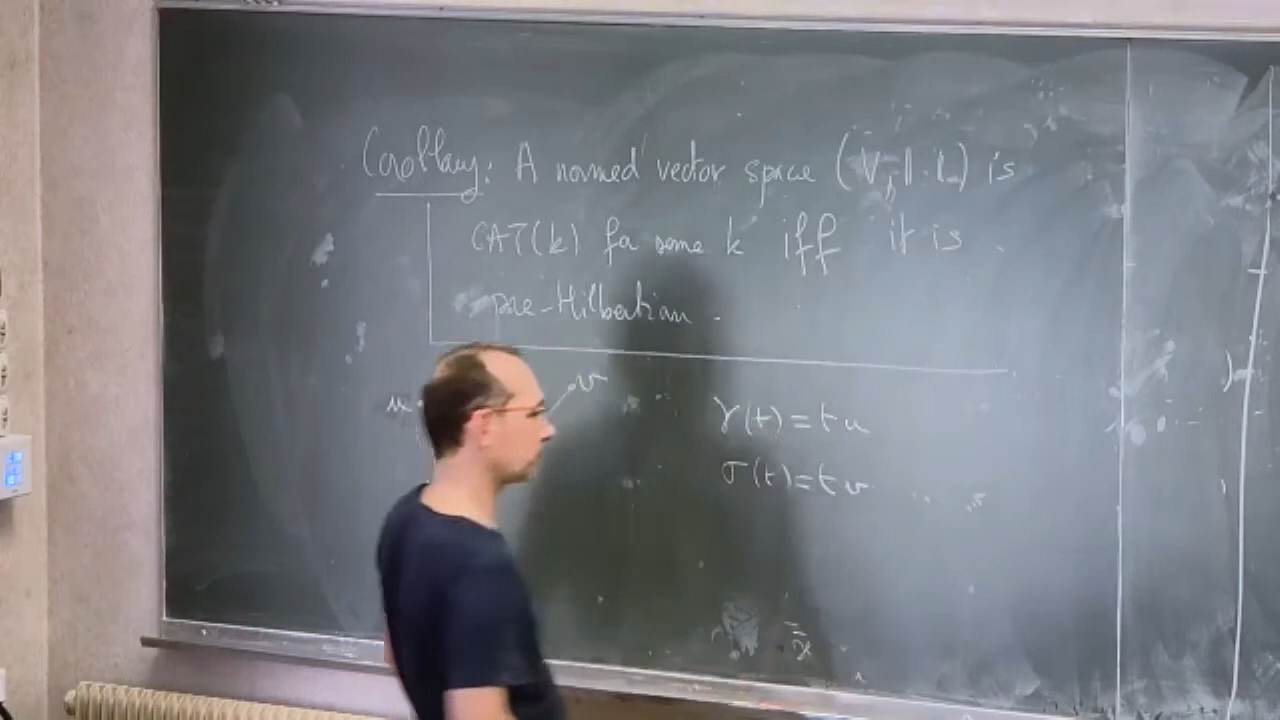 Corollary: A normed vector space (V, ||.||) is
CAT(k) for some k iff it is
pre-Hilbertian.
u
v
γ(t) = tu
σ(t) = tv
x̄